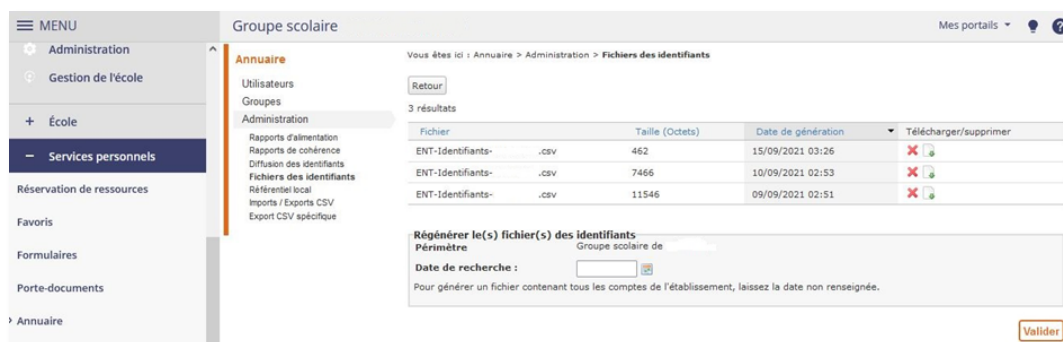 MENU
Groupe scolaire
Mes portails
Administration
Gestion de l'école
+ École
− Services personnels
Réservation de ressources
Favoris
Formulaires
Porte-documents
Annuaire
Annuaire
Utilisateurs
Groupes
Administration
Rapports d'alimentation
Rapports de cohérence
Diffusion des identifiants
Fichiers des identifiants
Référentiel local
Imports / Exports CSV
Export CSV spécifique
Vous êtes ici : Annuaire > Administration > Fichiers des identifiants
Retour
3 résultats
Fichier Taille (Octets) Date de génération Télécharger/supprimer
ENT-Identifiants- .csv 462 15/09/2021 03:26
ENT-Identifiants- .csv 7466 10/09/2021 02:53
ENT-Identifiants- .csv 11546 09/09/2021 02:51
Régénérer le(s) fichier(s) des identifiants
Périmètre Groupe scolaire de
Date de recherche :
Pour générer un fichier contenant tous les comptes de l'établissement, laissez la date non renseignée.
Valider